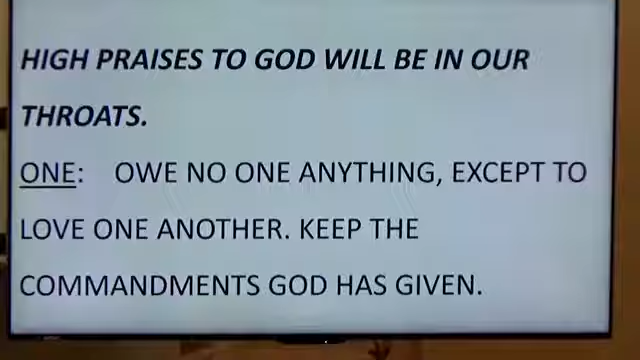 HIGH PRAISES TO GOD WILL BE IN OUR
THROATS.
ONE: OWE NO ONE ANYTHING, EXCEPT TO
LOVE ONE ANOTHER. KEEP THE
COMMANDMENTS GOD HAS GIVEN.